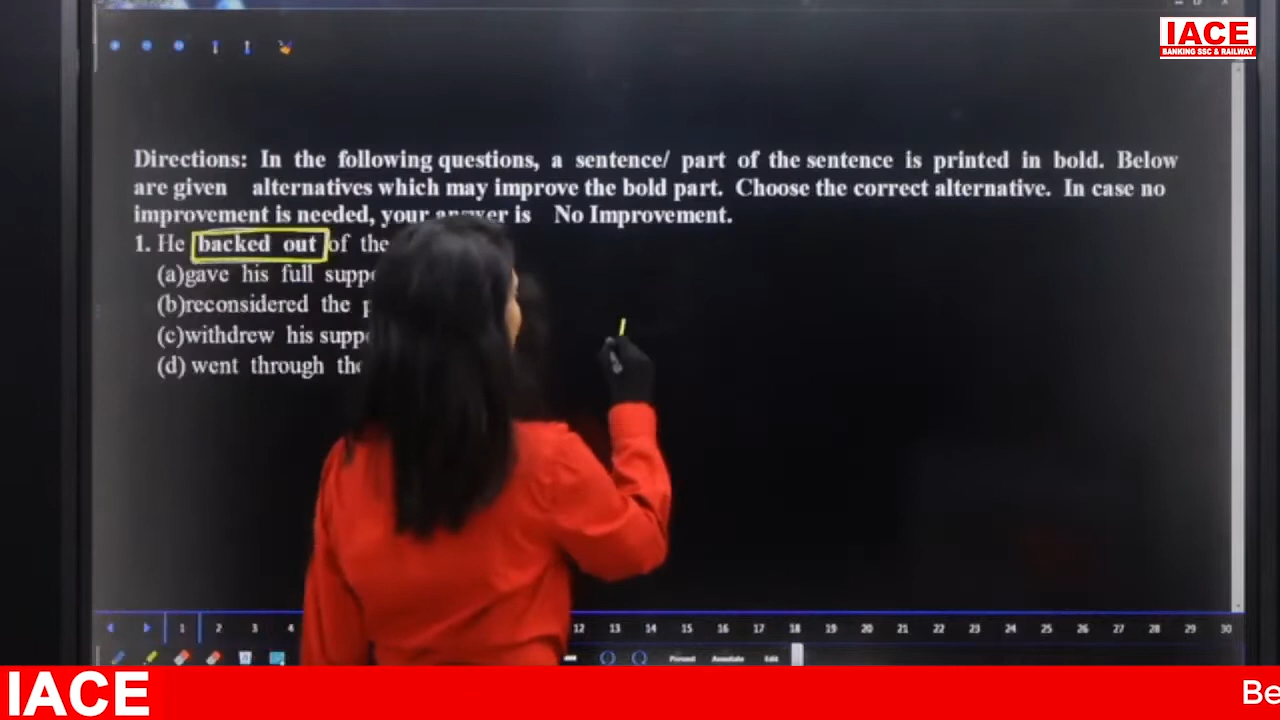 IACE
BANKING SSC & RAILWAY
Directions: In the following questions, a sentence/ part of the sentence is printed in bold. Below
are given alternatives which may improve the bold part. Choose the correct alternative. In case no
improvement is needed, your answer is No Improvement.
1. He backed out of the
(a)gave his full
(b)reconsidered the
(c)withdrew his
(d) went through
1 2 3 4 12 13 14 15 16 17 18 19 20 21 22 23 24 25 26 27 28 29 30
Annotate Edit
IACE
Be